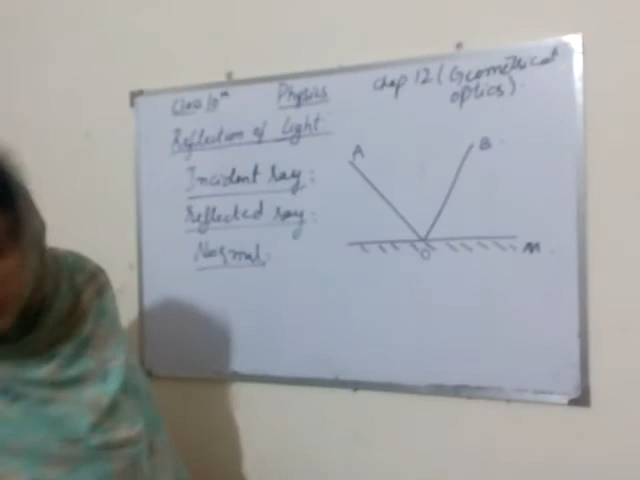 Class 10th Physics Chap 12 (Geometrical
optics).
Reflection of Light
Incident ray:
Reflected ray:
Normal:
A
B
O
M